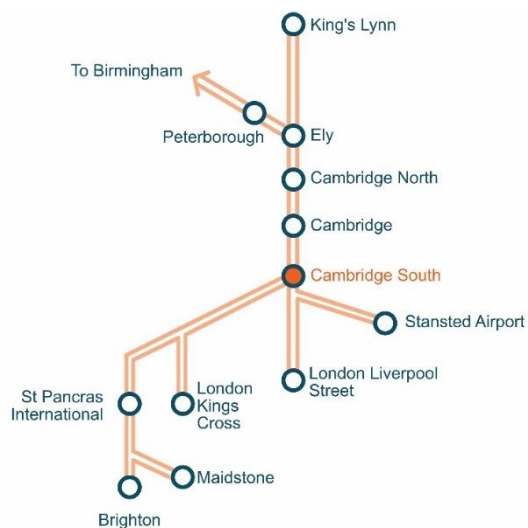 King's Lynn
To Birmingham
Peterborough
Ely
Cambridge North
Cambridge
Cambridge South
Stansted Airport
London Liverpool
Street
St Pancras
International
London
Kings
Cross
Maidstone
Brighton